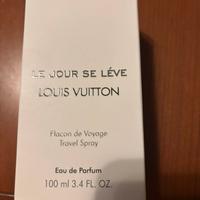 LE JOUR SE LÉVE
LOUIS VUITTON
Flacon de Voyage
Travel Spray
Eau de Parfum
100 ml 3.4 FL. OZ.